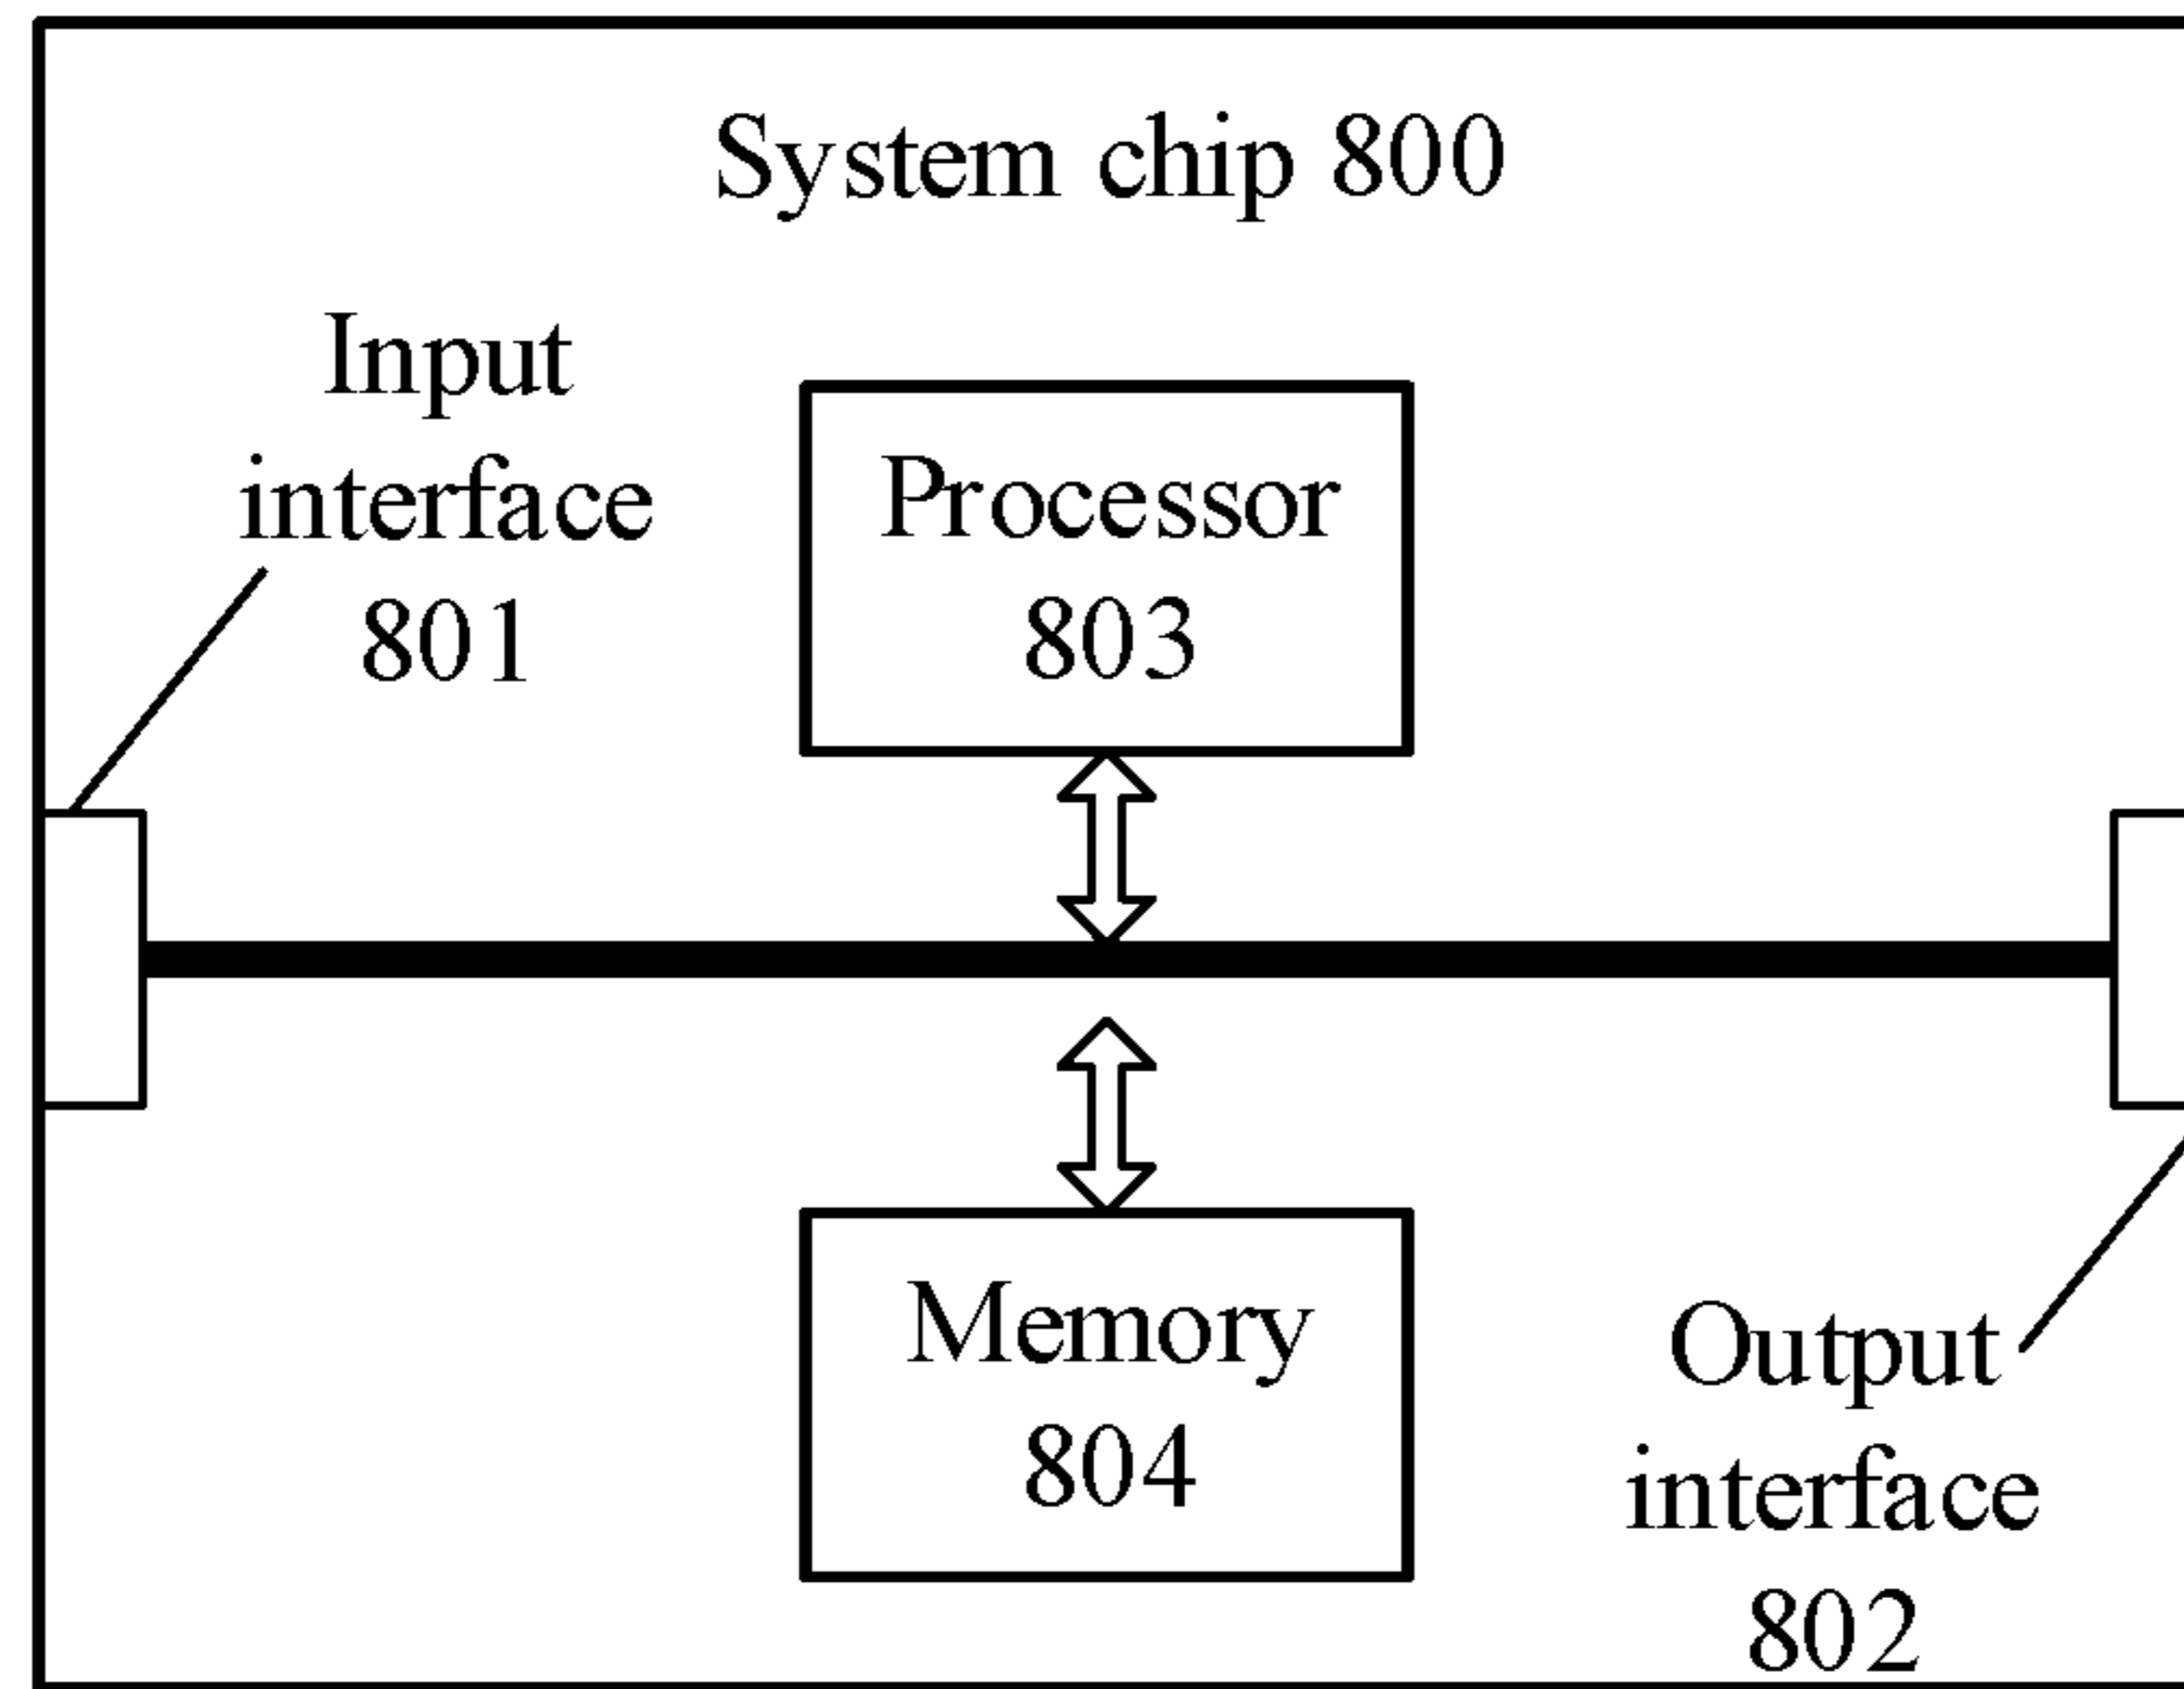 System chip 800
Input
interface
801
Processor
803
Memory
804
Output
interface
802